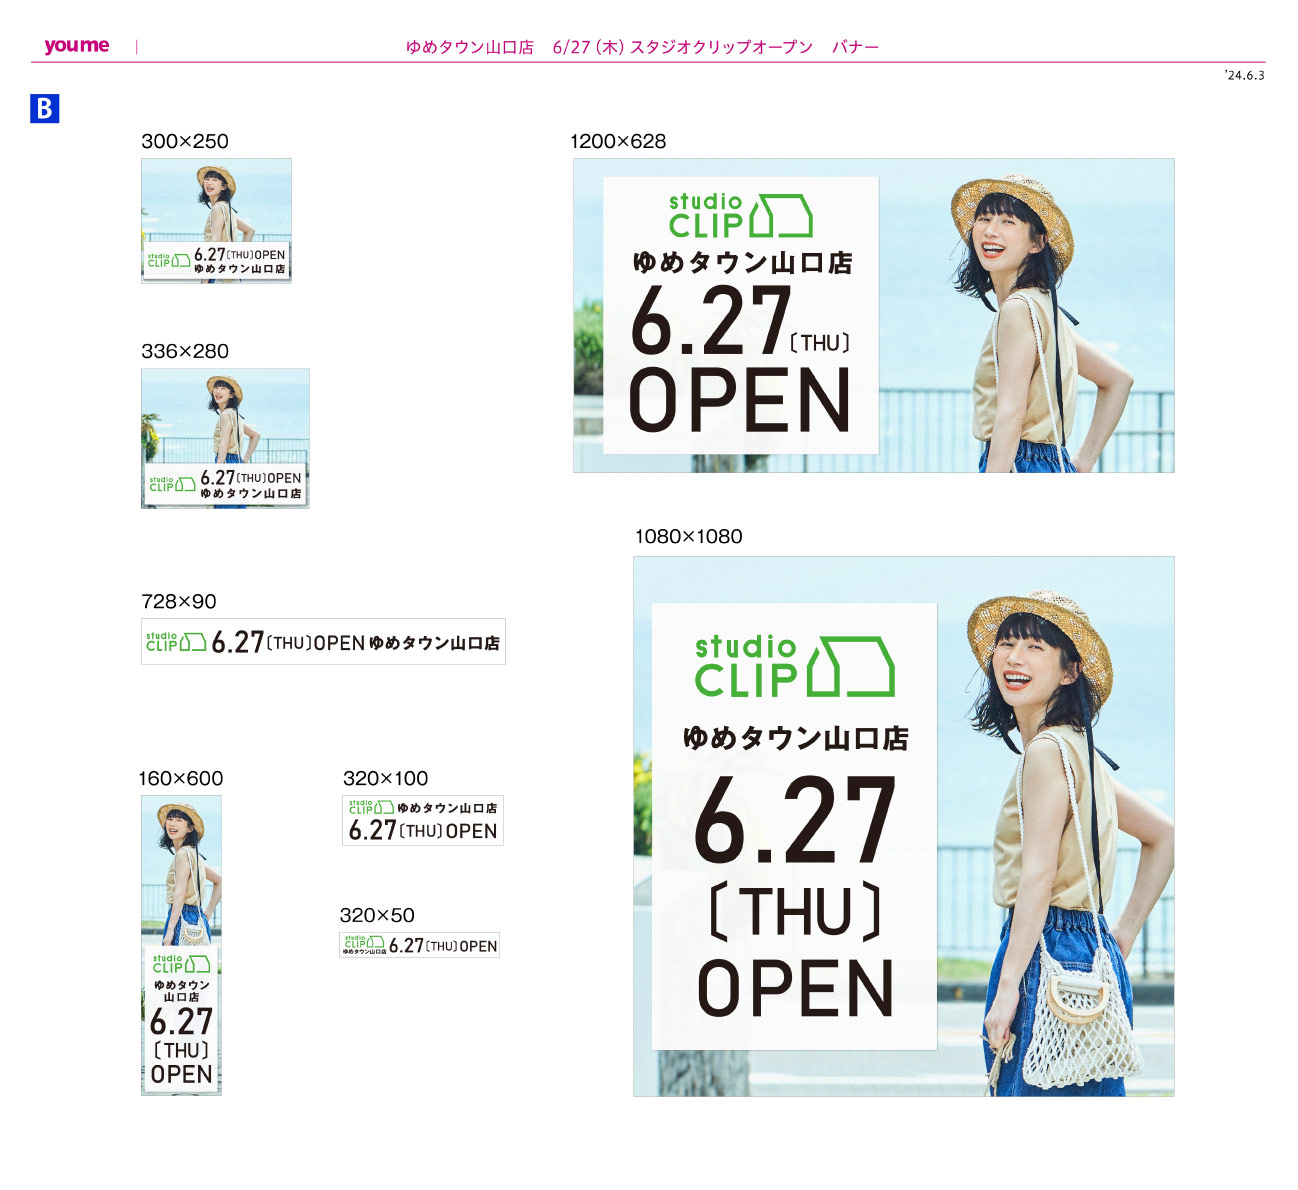 youme
ゆめタウン山口店 6/27（木）スタジオクリップオープン バナー
'24.6.3
B
300×250
studio
CLIP
6.27〔THU〕OPEN
ゆめタウン山口店
336×280
studio
CLIP
6.27〔THU〕OPEN
ゆめタウン山口店
728×90
studio
CLIP
6.27〔THU〕OPEN ゆめタウン山口店
160×600
studio
CLIP
ゆめタウン
山口店
6.27
〔THU〕
OPEN
320×100
studio
CLIP
ゆめタウン山口店
6.27〔THU〕OPEN
320×50
studio
CLIP
ゆめタウン山口店
6.27〔THU〕OPEN
1200×628
studio
CLIP
ゆめタウン山口店
6.27〔THU〕
OPEN
1080×1080
studio
CLIP
ゆめタウン山口店
6.27
〔THU〕
OPEN